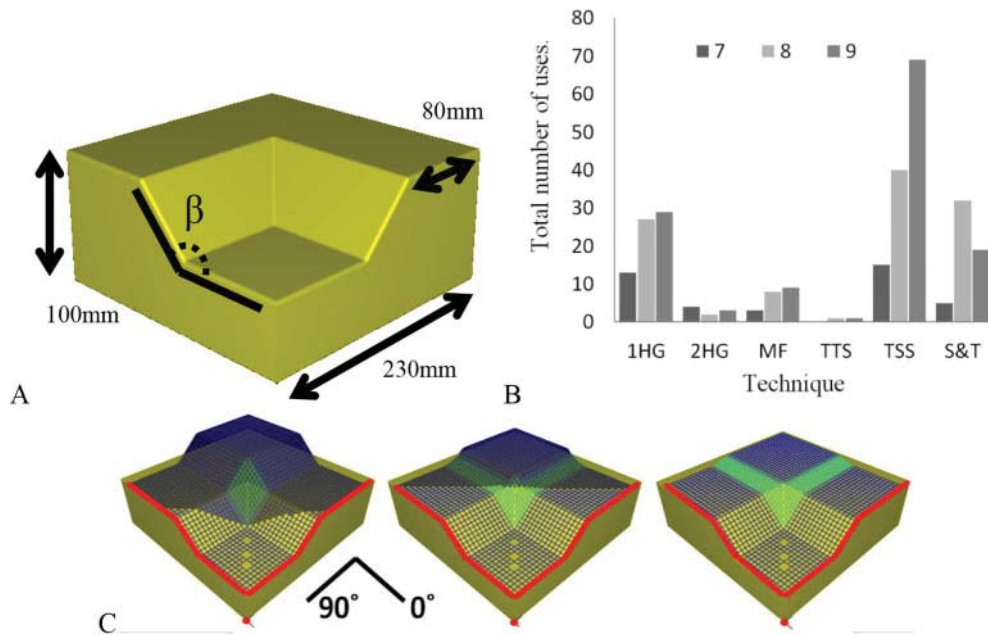 80mm
β
100mm
230mm
A
80
70
60
50
40
30
20
10
0
Total number of uses.
7 8 9
1HG 2HG MF TTS TSS S&T
Technique
B
90° 0°
C